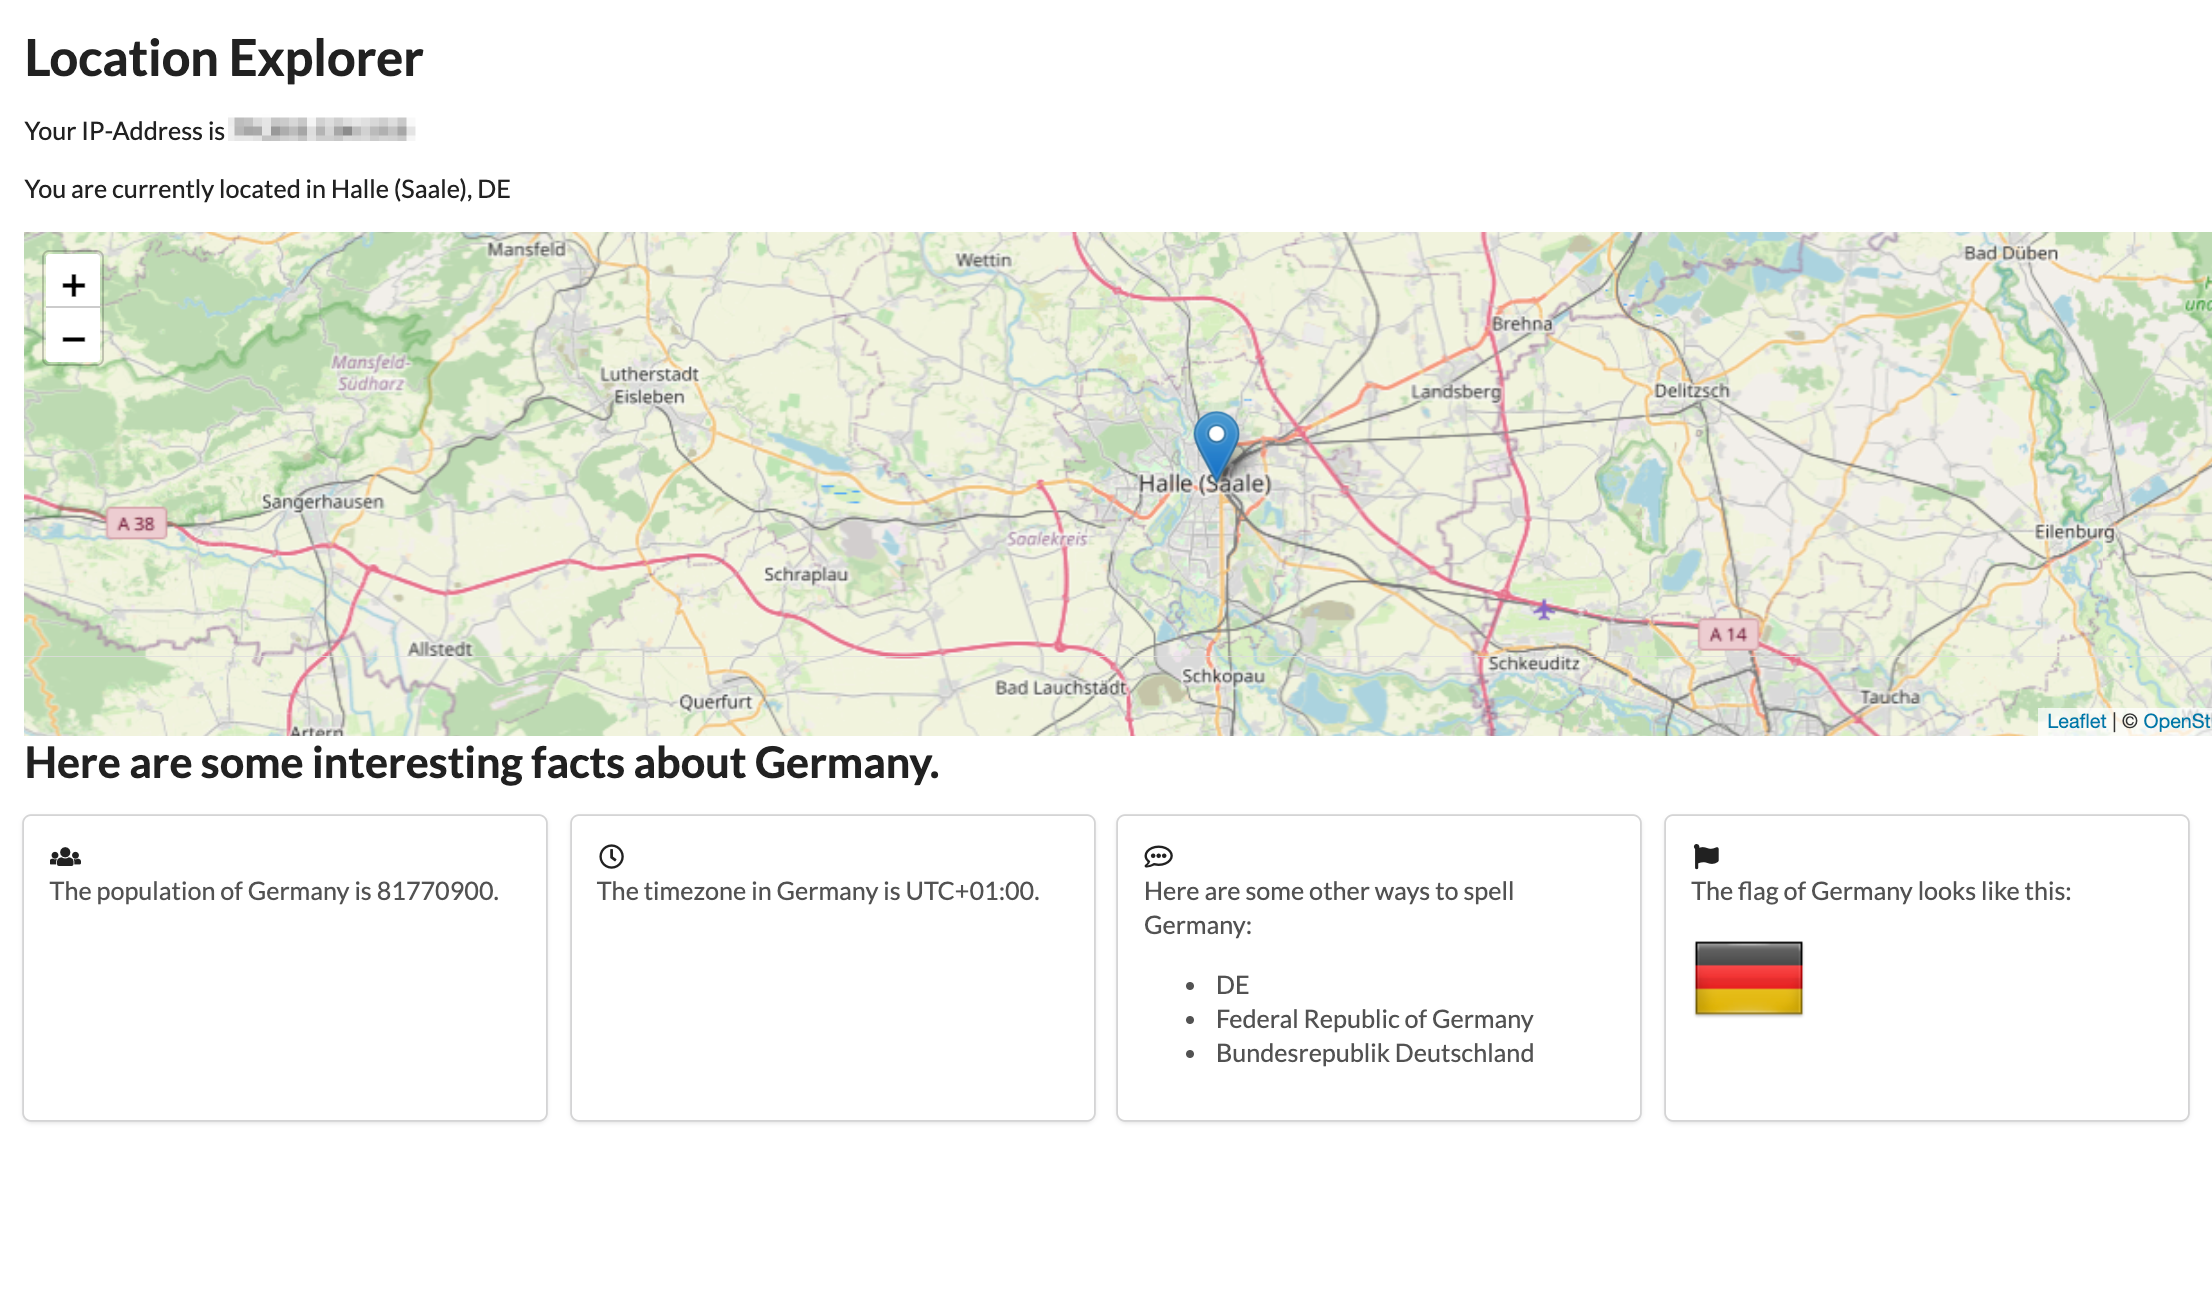 Location Explorer
Your IP-Address is
You are currently located in Halle (Saale), DE
+
−
Mansfeld
Wettin
Bad Düben
Brehna
Mansfeld-
Südharz
Lutherstadt
Eisleben
Landsberg
Delitzsch
Halle (Saale)
Sangerhausen
A 38
Saalekreis
Eilenburg
Schraplau
A 14
Allstedt
Schkeuditz
Schkopau
Bad Lauchstädt
Querfurt
Taucha
Artern
Leaflet | © OpenSt
Here are some interesting facts about Germany.
The population of Germany is 81770900.
The timezone in Germany is UTC+01:00.
Here are some other ways to spell
Germany:
• DE
• Federal Republic of Germany
• Bundesrepublik Deutschland
The flag of Germany looks like this: